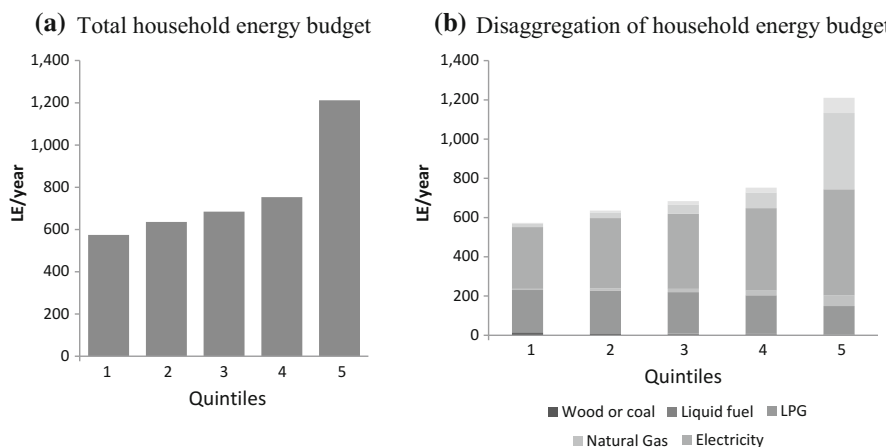 (a) Total household energy budget
1,400
1,200
1,000
800
600
400
200
0
LE/year
1 2 3 4 5
Quintiles
(b) Disaggregation of household energy budget
1,400
1,200
1,000
800
600
400
200
0
LE/year
1 2 3 4 5
Quintiles
Wood or coal Liquid fuel LPG
Natural Gas Electricity